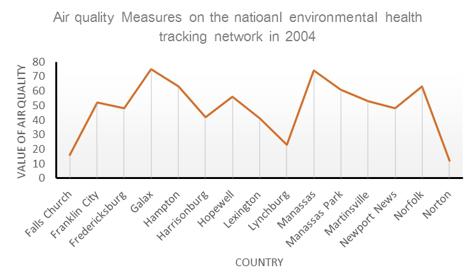 Air quality Measures on the natioanl environmental health
tracking network in 2004
VALUE OF AIR QUALITY
80
70
60
50
40
30
20
10
0
Falls Church
Franklin City
Fredericksburg
Galax
Hampton
Harrisonburg
Hopewell
Lexington
Lynchburg
Manassas
Manassas Park
Martinsville
Newport News
Norfolk
Norton
COUNTRY